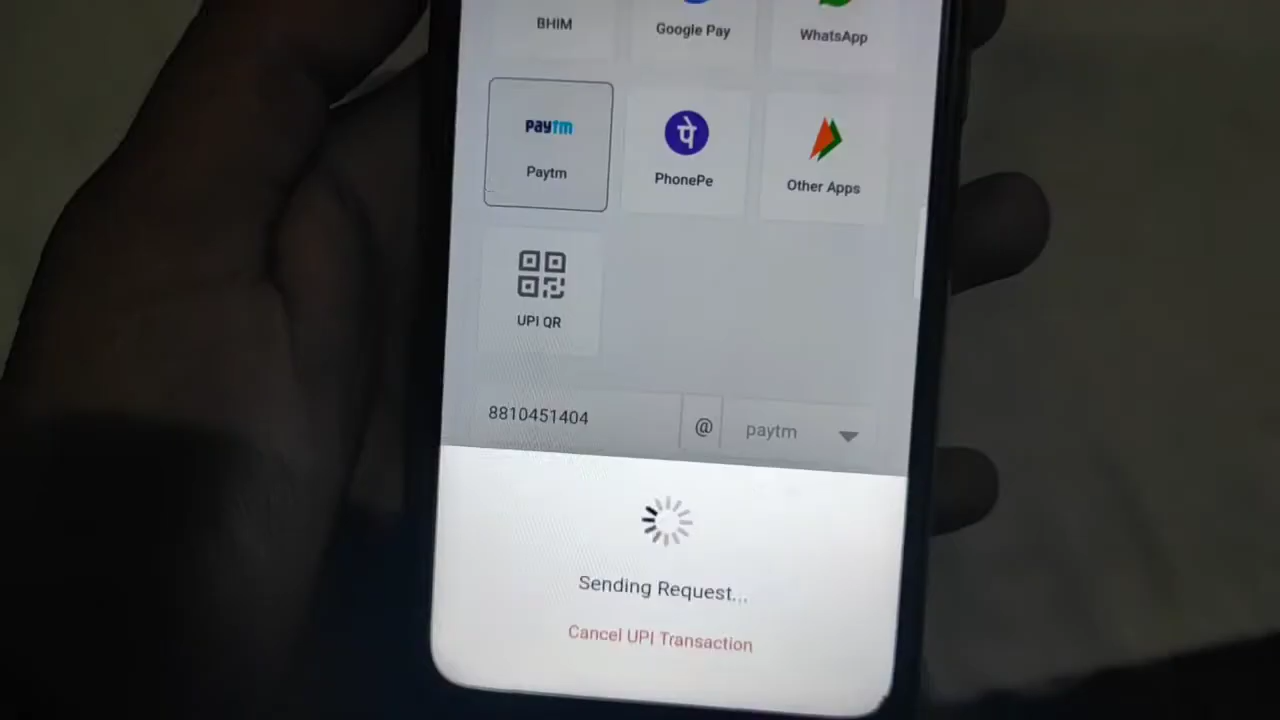 BHIM
Google Pay
WhatsApp
paytm
Paytm
पे
PhonePe
Other Apps
UPI QR
8810451404 @ paytm
Sending Request...
Cancel UPI Transaction